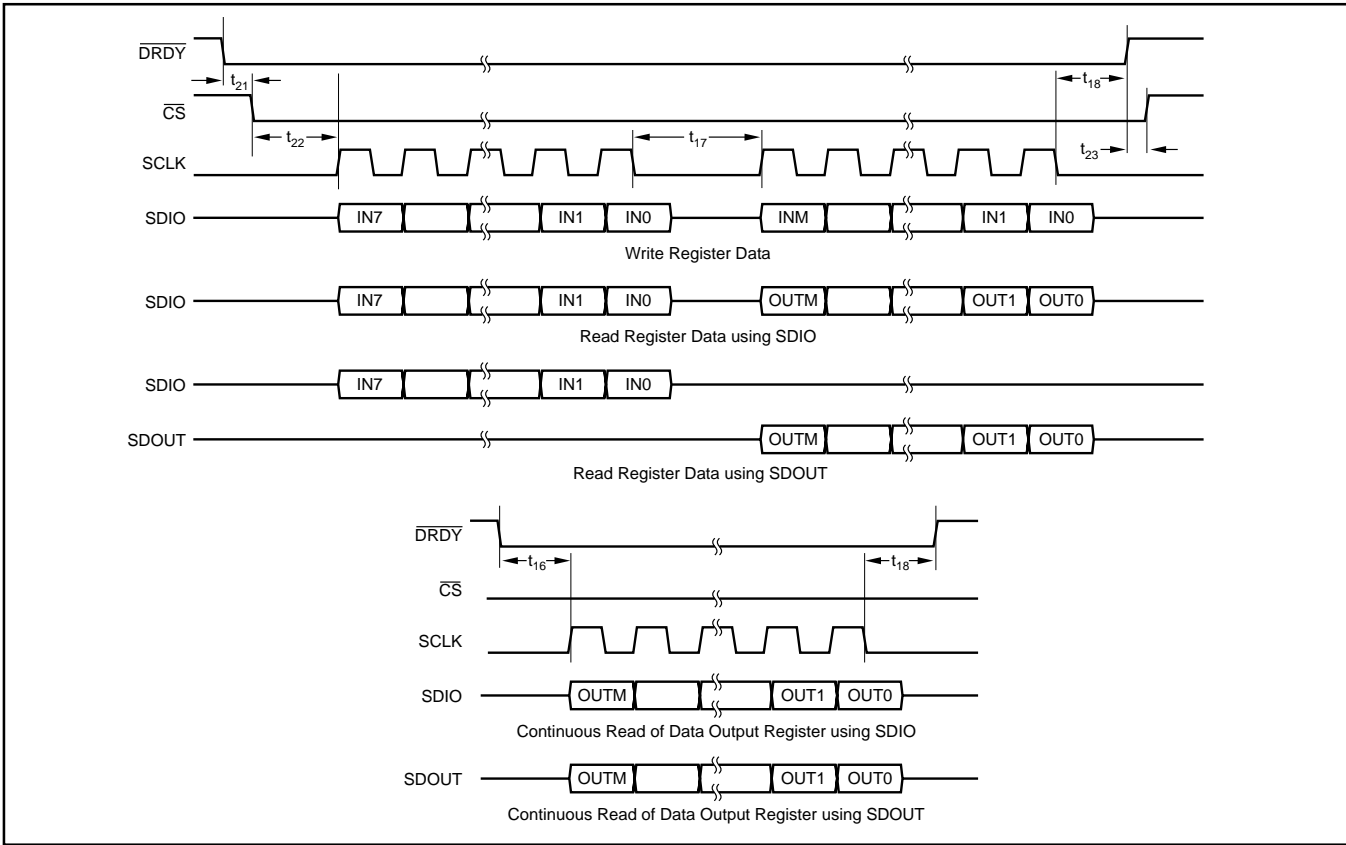 DRDY
t21
t18
CS
t22
t17
t23
SCLK
SDIO IN7 IN1 IN0 INM IN1 IN0
Write Register Data
SDIO IN7 IN1 IN0 OUTM OUT1 OUT0
Read Register Data using SDIO
SDIO IN7 IN1 IN0
SDOUT OUTM OUT1 OUT0
Read Register Data using SDOUT
DRDY
t16 t18
CS
SCLK
SDIO OUTM OUT1 OUT0
Continuous Read of Data Output Register using SDIO
SDOUT OUTM OUT1 OUT0
Continuous Read of Data Output Register using SDOUT